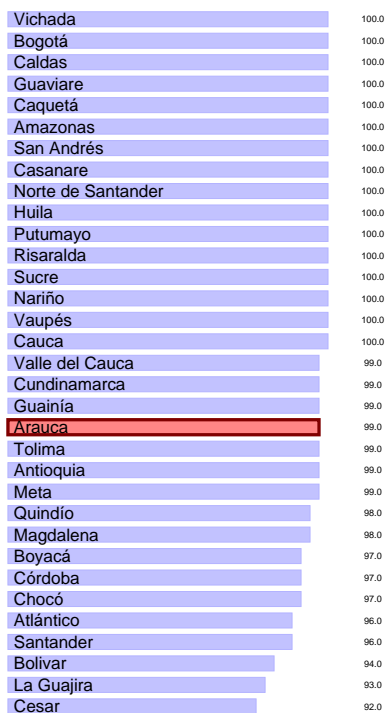 Vichada 100.0
Bogotá 100.0
Caldas 100.0
Guaviare 100.0
Caquetá 100.0
Amazonas 100.0
San Andrés 100.0
Casanare 100.0
Norte de Santander 100.0
Huila 100.0
Putumayo 100.0
Risaralda 100.0
Sucre 100.0
Nariño 100.0
Vaupés 100.0
Cauca 100.0
Valle del Cauca 99.0
Cundinamarca 99.0
Guainía 99.0
Arauca 99.0
Tolima 99.0
Antioquia 99.0
Meta 99.0
Quindío 98.0
Magdalena 98.0
Boyacá 97.0
Córdoba 97.0
Chocó 97.0
Atlántico 96.0
Santander 96.0
Bolivar 94.0
La Guajira 93.0
Cesar 92.0